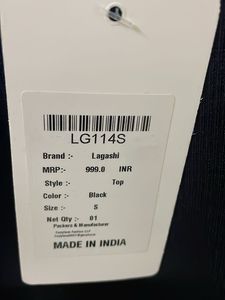 LG114S
Brand :- Lagashi
MRP:- 999.0 INR
Style :- Top
Color :- Black
Size :- S
Net Qty :- 01
Packers & Manufacturer
MADE IN INDIA